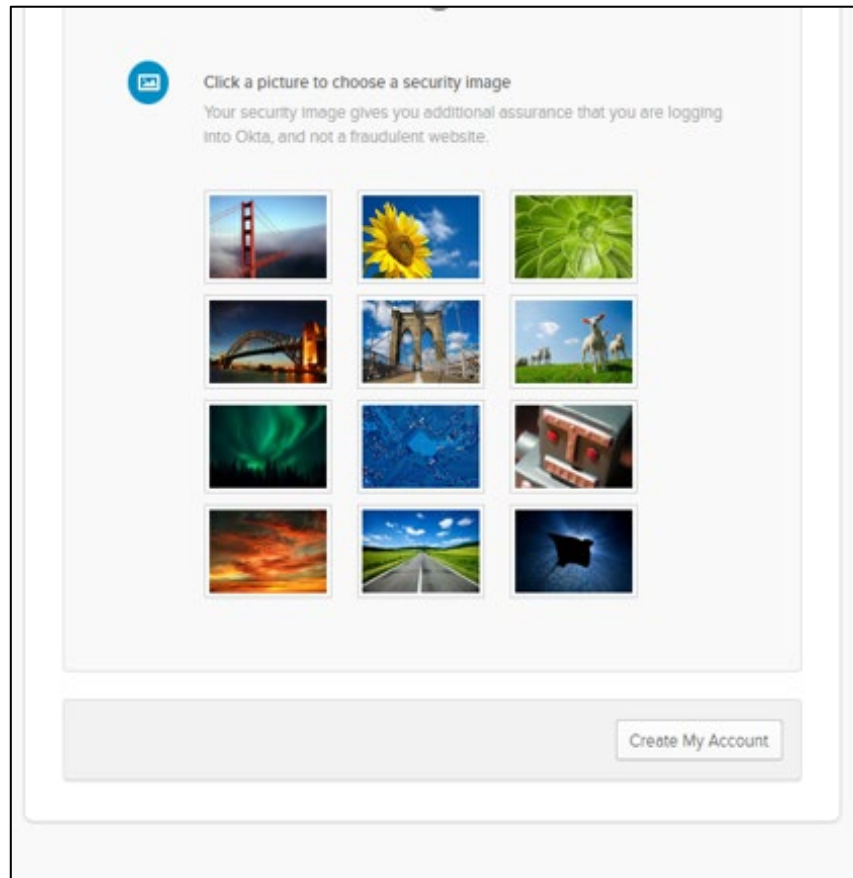 Click a picture to choose a security image
Your security image gives you additional assurance that you are logging
into Okta, and not a fraudulent website.
Create My Account